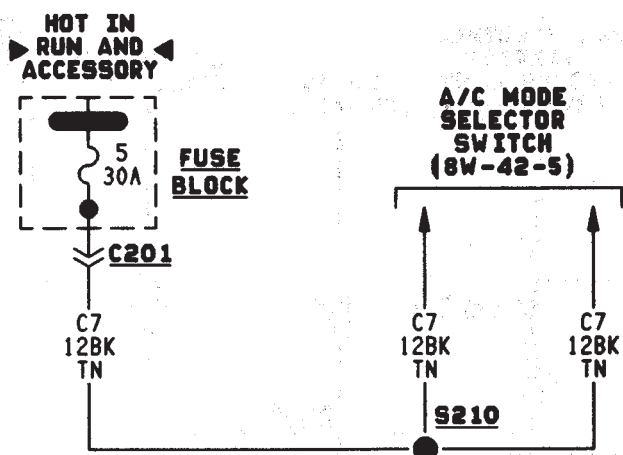 HOT IN
RUN AND
ACCESSORY
5
30A
FUSE
BLOCK
C201
C7
12BK
TN
A/C MODE
SELECTOR
SWITCH
(8W-42-5)
C7
12BK
TN
C7
12BK
TN
S210